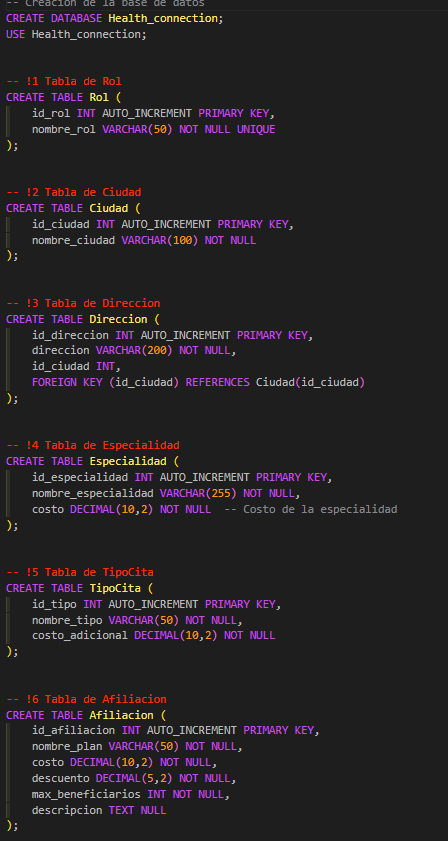 -- Creacion de la base de datos
CREATE DATABASE Health_connection;
USE Health_connection;
-- !1 Tabla de Rol
CREATE TABLE Rol (
id_rol INT AUTO_INCREMENT PRIMARY KEY,
nombre_rol VARCHAR(50) NOT NULL UNIQUE
);
-- !2 Tabla de Ciudad
CREATE TABLE Ciudad (
id_ciudad INT AUTO_INCREMENT PRIMARY KEY,
nombre_ciudad VARCHAR(100) NOT NULL
);
-- !3 Tabla de Direccion
CREATE TABLE Direccion (
id_direccion INT AUTO_INCREMENT PRIMARY KEY,
direccion VARCHAR(200) NOT NULL,
id_ciudad INT,
FOREIGN KEY (id_ciudad) REFERENCES Ciudad(id_ciudad)
);
-- !4 Tabla de Especialidad
CREATE TABLE Especialidad (
id_especialidad INT AUTO_INCREMENT PRIMARY KEY,
nombre_especialidad VARCHAR(255) NOT NULL,
costo DECIMAL(10,2) NOT NULL  -- Costo de la especialidad
);
-- !5 Tabla de TipoCita
CREATE TABLE TipoCita (
id_tipo INT AUTO_INCREMENT PRIMARY KEY,
nombre_tipo VARCHAR(50) NOT NULL,
costo_adicional DECIMAL(10,2) NOT NULL
);
-- !6 Tabla de Afiliacion
CREATE TABLE Afiliacion (
id_afiliacion INT AUTO_INCREMENT PRIMARY KEY,
nombre_plan VARCHAR(50) NOT NULL,
costo DECIMAL(10,2) NOT NULL,
descuento DECIMAL(5,2) NOT NULL,
max_beneficiarios INT NOT NULL,
descripcion TEXT NULL
);